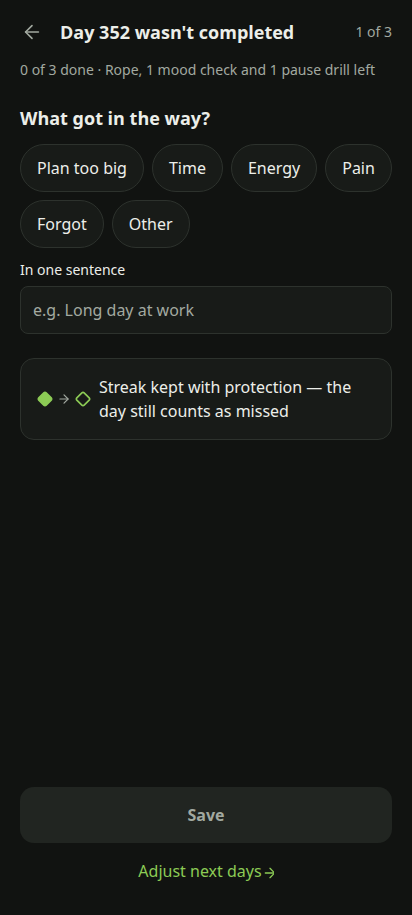 Day 352 wasn't completed
1 of 3
0 of 3 done · Rope, 1 mood check and 1 pause drill left
What got in the way?
Plan too big
Time
Energy
Pain
Forgot
Other
In one sentence
e.g. Long day at work
Streak kept with protection — the
day still counts as missed
Save
Adjust next days